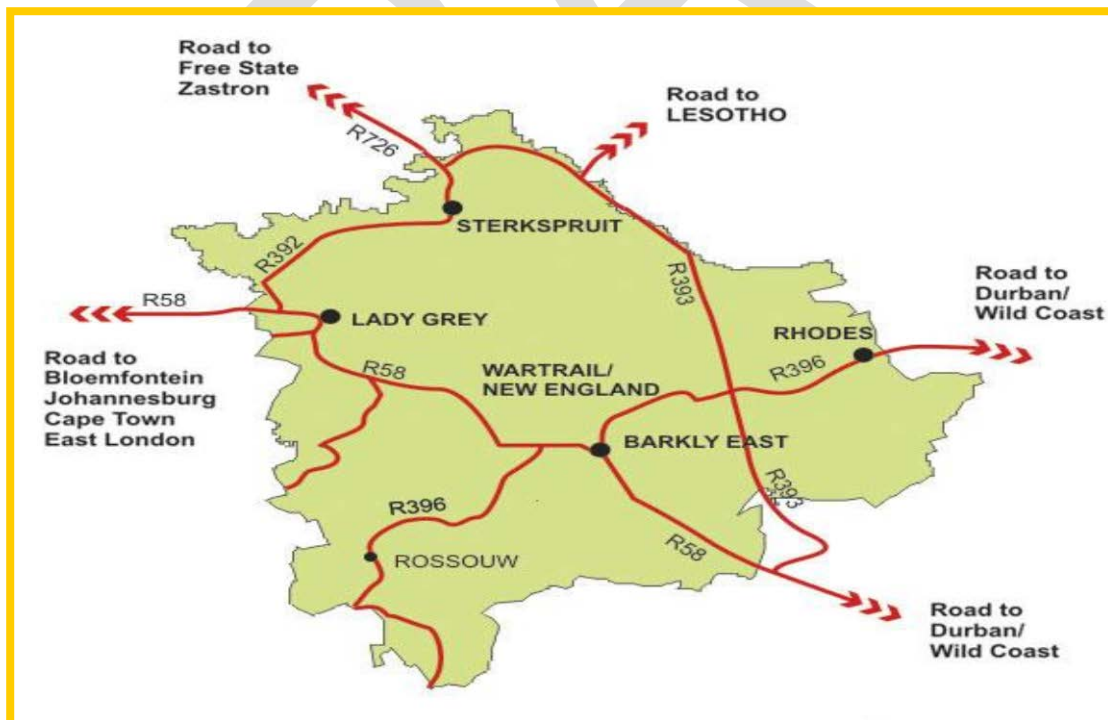 Road to
Free State
Zastron
Road to
LESOTHO
R726
STERKSPRUIT
R392
R393
Road to
Durban/
Wild Coast
R58
LADY GREY
RHODES
Road to
Bloemfontein
Johannesburg
Cape Town
East London
R58
WARTRAIL/
NEW ENGLAND
R396
BARKLY EAST
R396
R393
R58
ROSSOUW
Road to
Durban/
Wild Coast